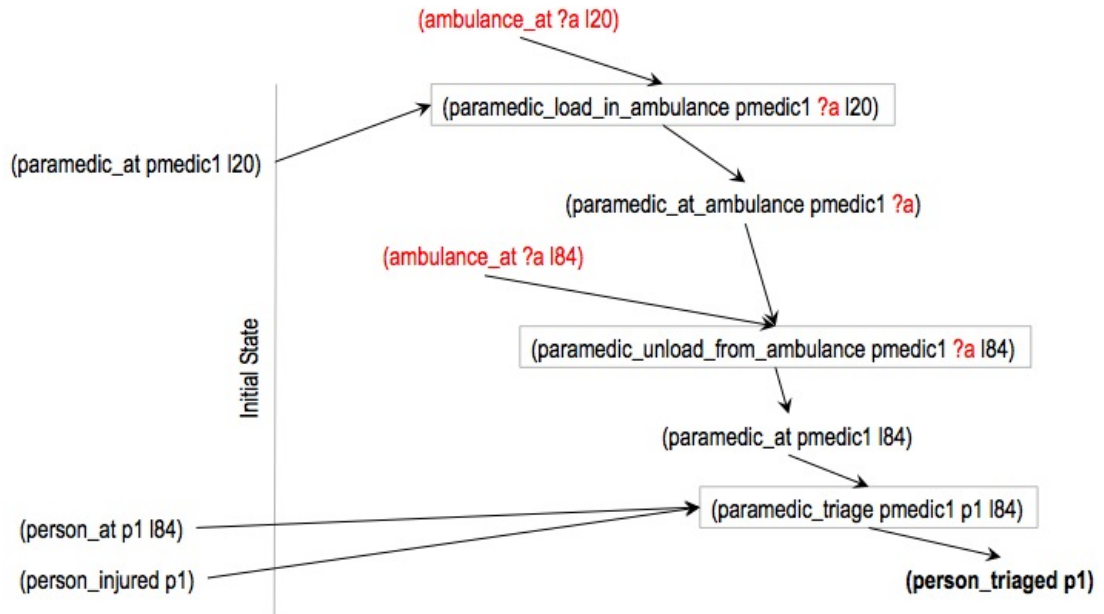 (ambulance_at ?a l20)
(paramedic_load_in_ambulance pmedic1 ?a l20)
(paramedic_at pmedic1 l20)
(paramedic_at_ambulance pmedic1 ?a)
(ambulance_at ?a l84)
(paramedic_unload_from_ambulance pmedic1 ?a l84)
Initial State
(paramedic_at pmedic1 l84)
(paramedic_triage pmedic1 p1 l84)
(person_at p1 l84)
(person_injured p1)
(person_triaged p1)